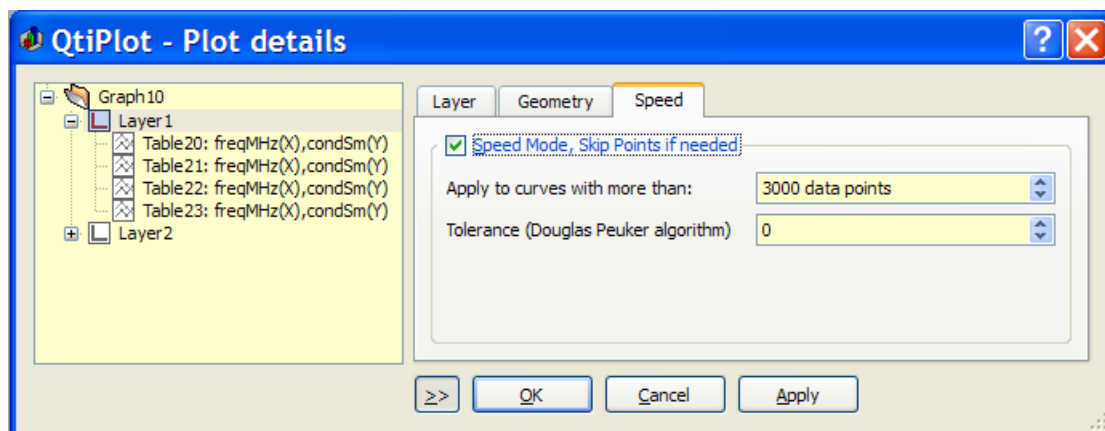 QtiPlot - Plot details
?
Graph10
Layer1
Table20: freqMHz(X),condSm(Y)
Table21: freqMHz(X),condSm(Y)
Table22: freqMHz(X),condSm(Y)
Table23: freqMHz(X),condSm(Y)
Layer2
Layer Geometry Speed
Speed Mode, Skip Points if needed
Apply to curves with more than: 3000 data points
Tolerance (Douglas Peuker algorithm) 0
>> OK Cancel Apply